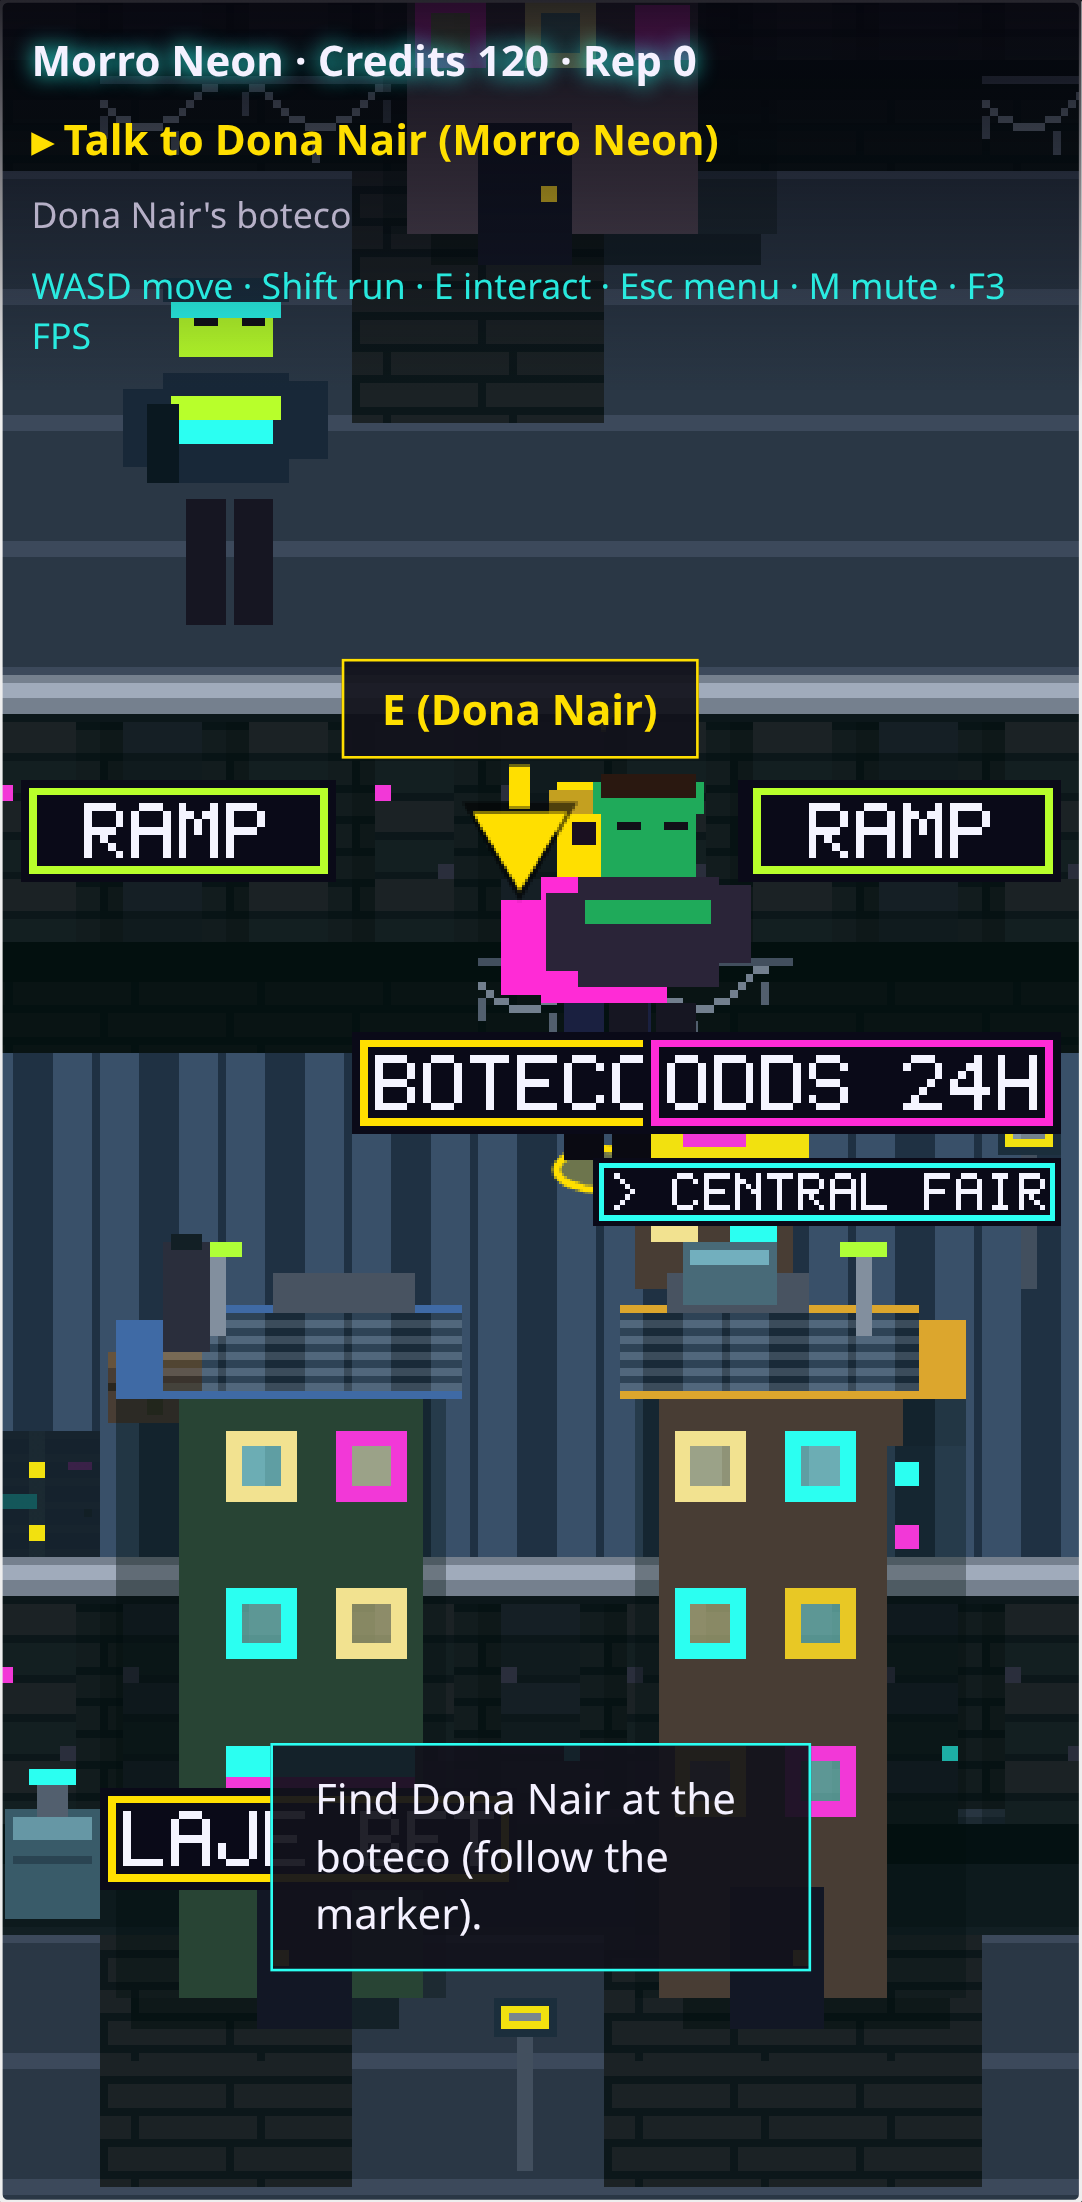 Morro Neon · Credits 120 · Rep 0
▸ Talk to Dona Nair (Morro Neon)
Dona Nair's boteco
WASD move · Shift run · E interact · Esc menu · M mute · F3
FPS
E (Dona Nair)
RAMP
RAMP
BOTECO
ODDS 24H
> CENTRAL FAIR
LAJE BET
Find Dona Nair at the
boteco (follow the
marker).